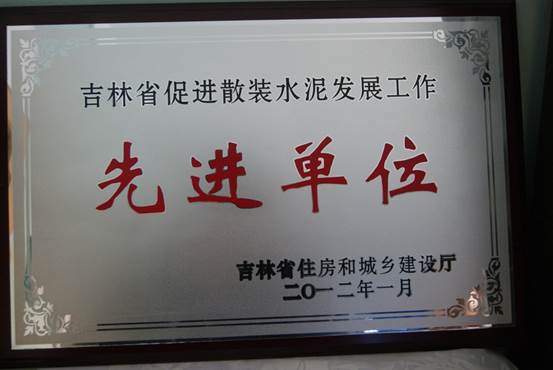 吉林省促进散装水泥发展工作
先进单位
吉林省住房和城乡建设厅
二〇一二年一月